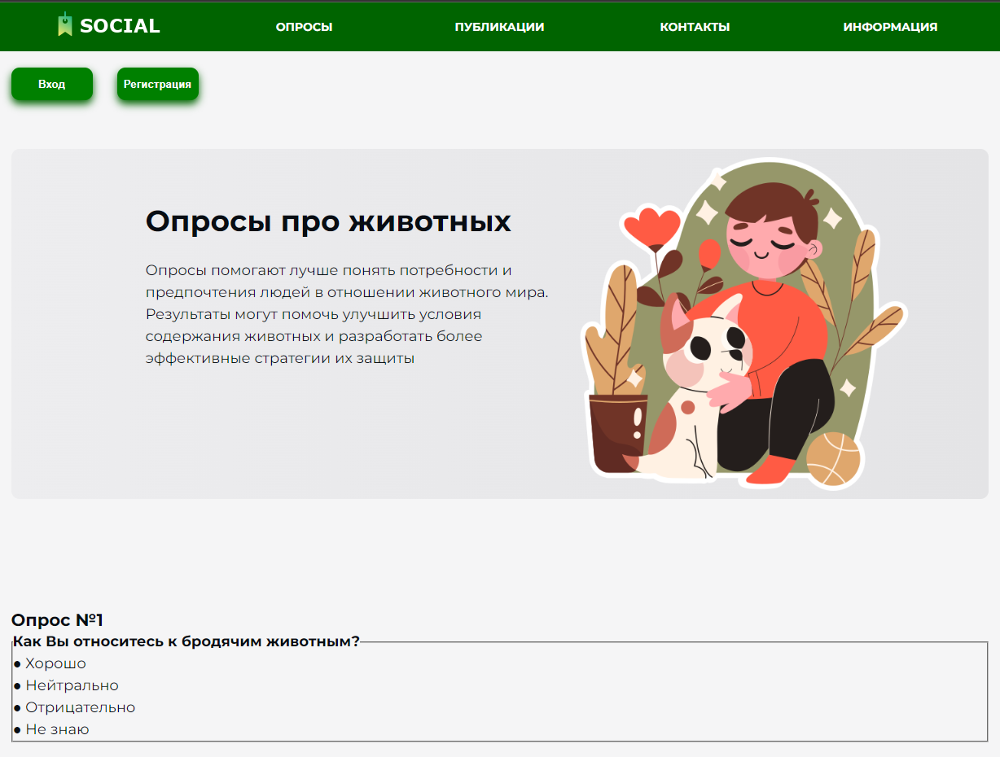 SOCIAL
ОПРОСЫ
ПУБЛИКАЦИИ
КОНТАКТЫ
ИНФОРМАЦИЯ
Вход
Регистрация
Опросы про животных
Опросы помогают лучше понять потребности и
предпочтения людей в отношении животного мира.
Результаты могут помочь улучшить условия
содержания животных и разработать более
эффективные стратегии их защиты
Опрос №1
Как Вы относитесь к бродячим животным?
● Хорошо
● Нейтрально
● Отрицательно
● Не знаю